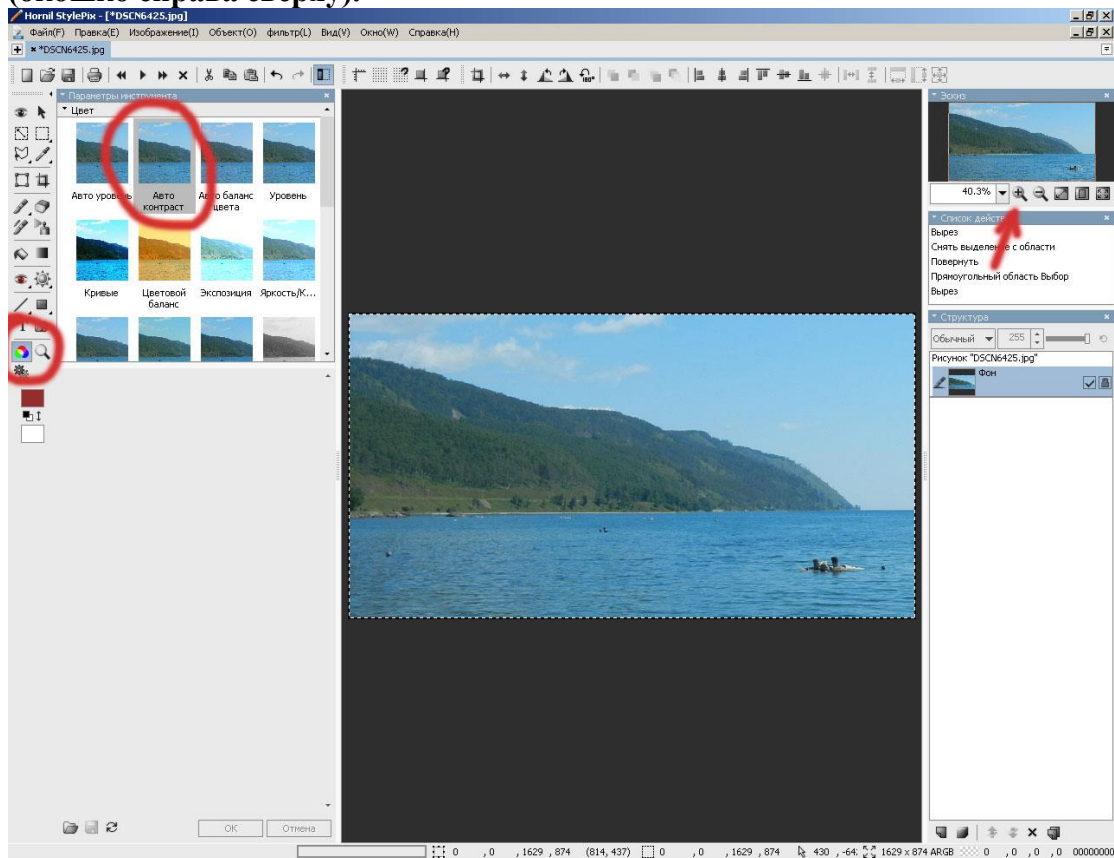 (окошко справа сверху).
Hornil StylePix - [*DSCN6425.jpg]
Файл(F) Правка(E) Изображение(I) Объект(O) фильтр(L) Вид(V) Окно(W) Справка(H)
*DSCN6425.jpg
Параметры инструмента
Цвет
Авто уровень
Авто контраст
Авто баланс цвета
Уровень
Кривые
Цветовой баланс
Экспозиция
Яркость/К...
OK
Отмена
Эскиз
40.3%
Список действ
Вырез
Снять выделение с области
Повернуть
Прямоугольный область Выбор
Вырез
Структура
Обычный 255
Рисунок "DSCN6425.jpg"
Фон
0 , 0 , 1629 , 874 (814, 437) 0 , 0 , 1629 , 874 430 , -64: 1629 x 874 ARGB 0 , 0 , 0 , 0 00000000